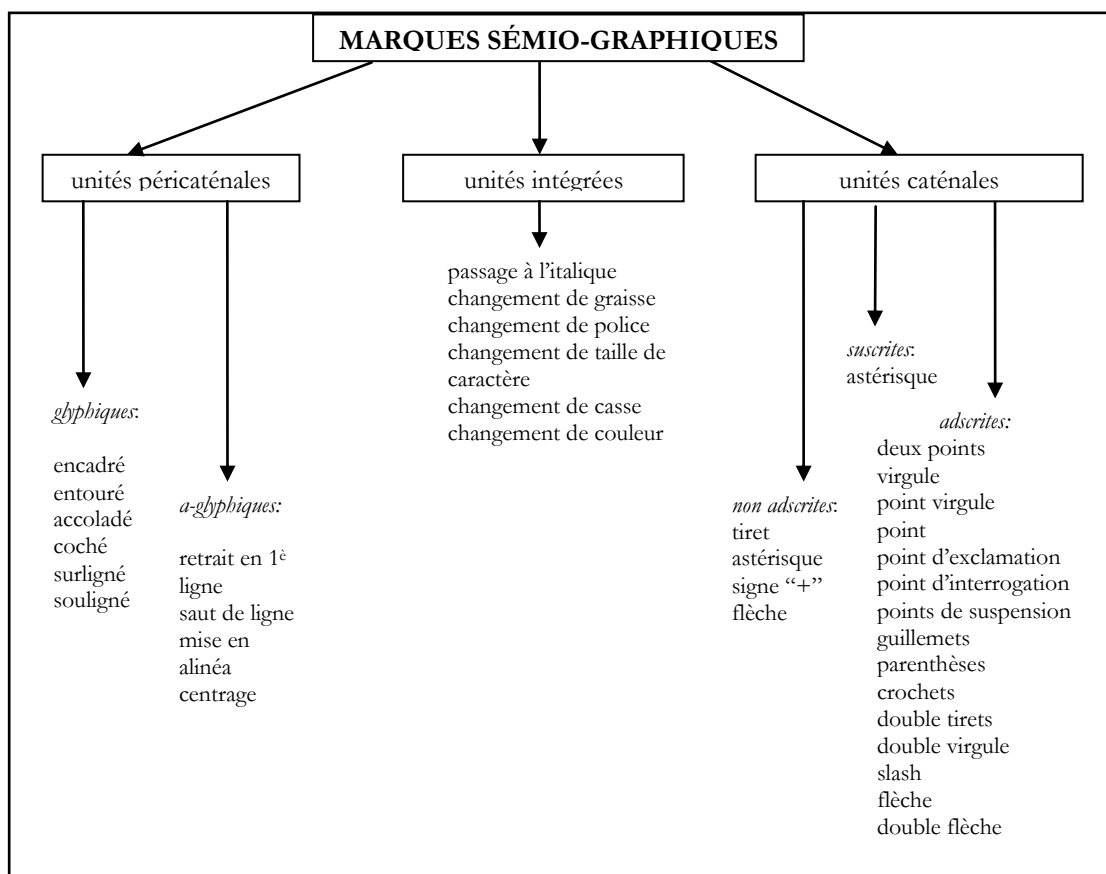 MARQUES SÉMIO-GRAPHIQUES
unités péricaténales
unités intégrées
unités caténales
glyphiques:
encadré
entouré
accoladé
coché
surligné
souligné
a-glyphiques:
retrait en 1è
ligne
saut de ligne
mise en
alinéa
centrage
passage à l’italique
changement de graisse
changement de police
changement de taille de
caractère
changement de casse
changement de couleur
non adscrites:
tiret
astérisque
signe “+”
flèche
suscrites:
astérisque
adscrites:
deux points
virgule
point virgule
point
point d’exclamation
point d’interrogation
points de suspension
guillemets
parenthèses
crochets
double tirets
double virgule
slash
flèche
double flèche